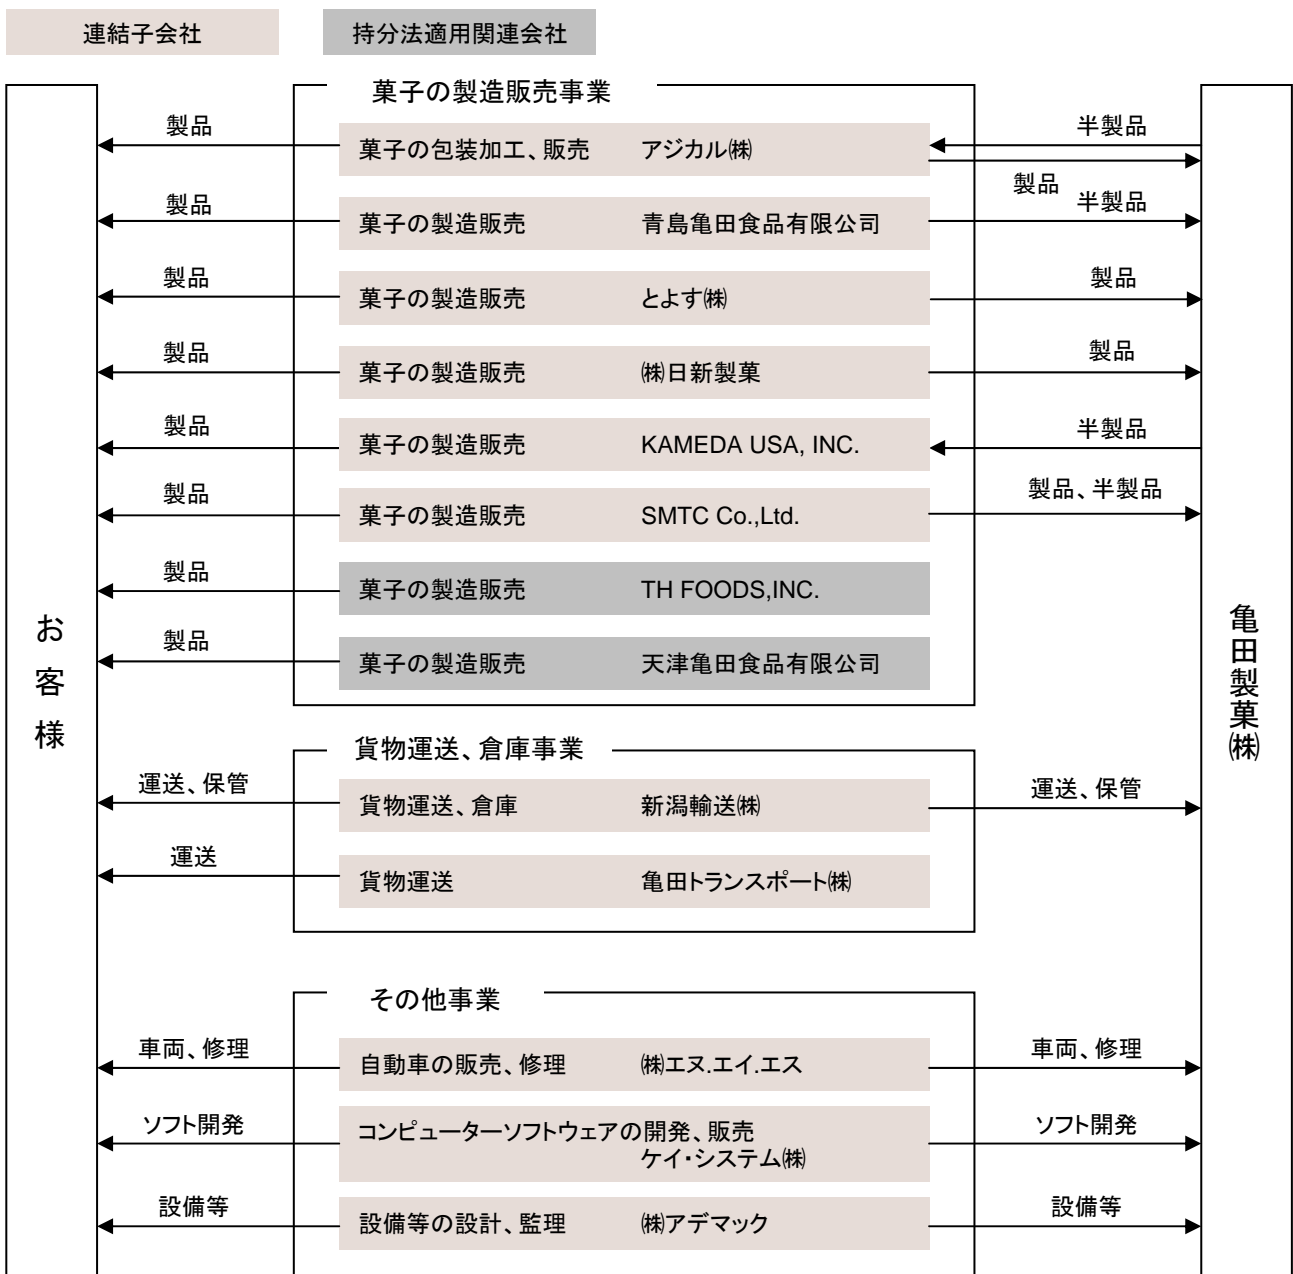 連結子会社
持分法適用関連会社
菓子の製造販売事業
製品
菓子の包装加工、販売 アジカル㈱
半製品
製品
製品
菓子の製造販売 青島亀田食品有限公司
半製品
製品
菓子の製造販売 とよす㈱
製品
製品
菓子の製造販売 ㈱日新製菓
製品
製品
菓子の製造販売 KAMEDA USA, INC.
半製品
製品
菓子の製造販売 SMTC Co.,Ltd.
製品、半製品
製品
菓子の製造販売 TH FOODS,INC.
製品
菓子の製造販売 天津亀田食品有限公司
お客様
亀田製菓㈱
貨物運送、倉庫事業
運送、保管
貨物運送、倉庫 新潟輸送㈱
運送、保管
運送
貨物運送 亀田トランスポート㈱
その他事業
車両、修理
自動車の販売、修理 ㈱エヌ.エイ.エス
車両、修理
ソフト開発
コンピューターソフトウェアの開発、販売
ケイ・システム㈱
ソフト開発
設備等
設備等の設計、監理 ㈱アデマック
設備等